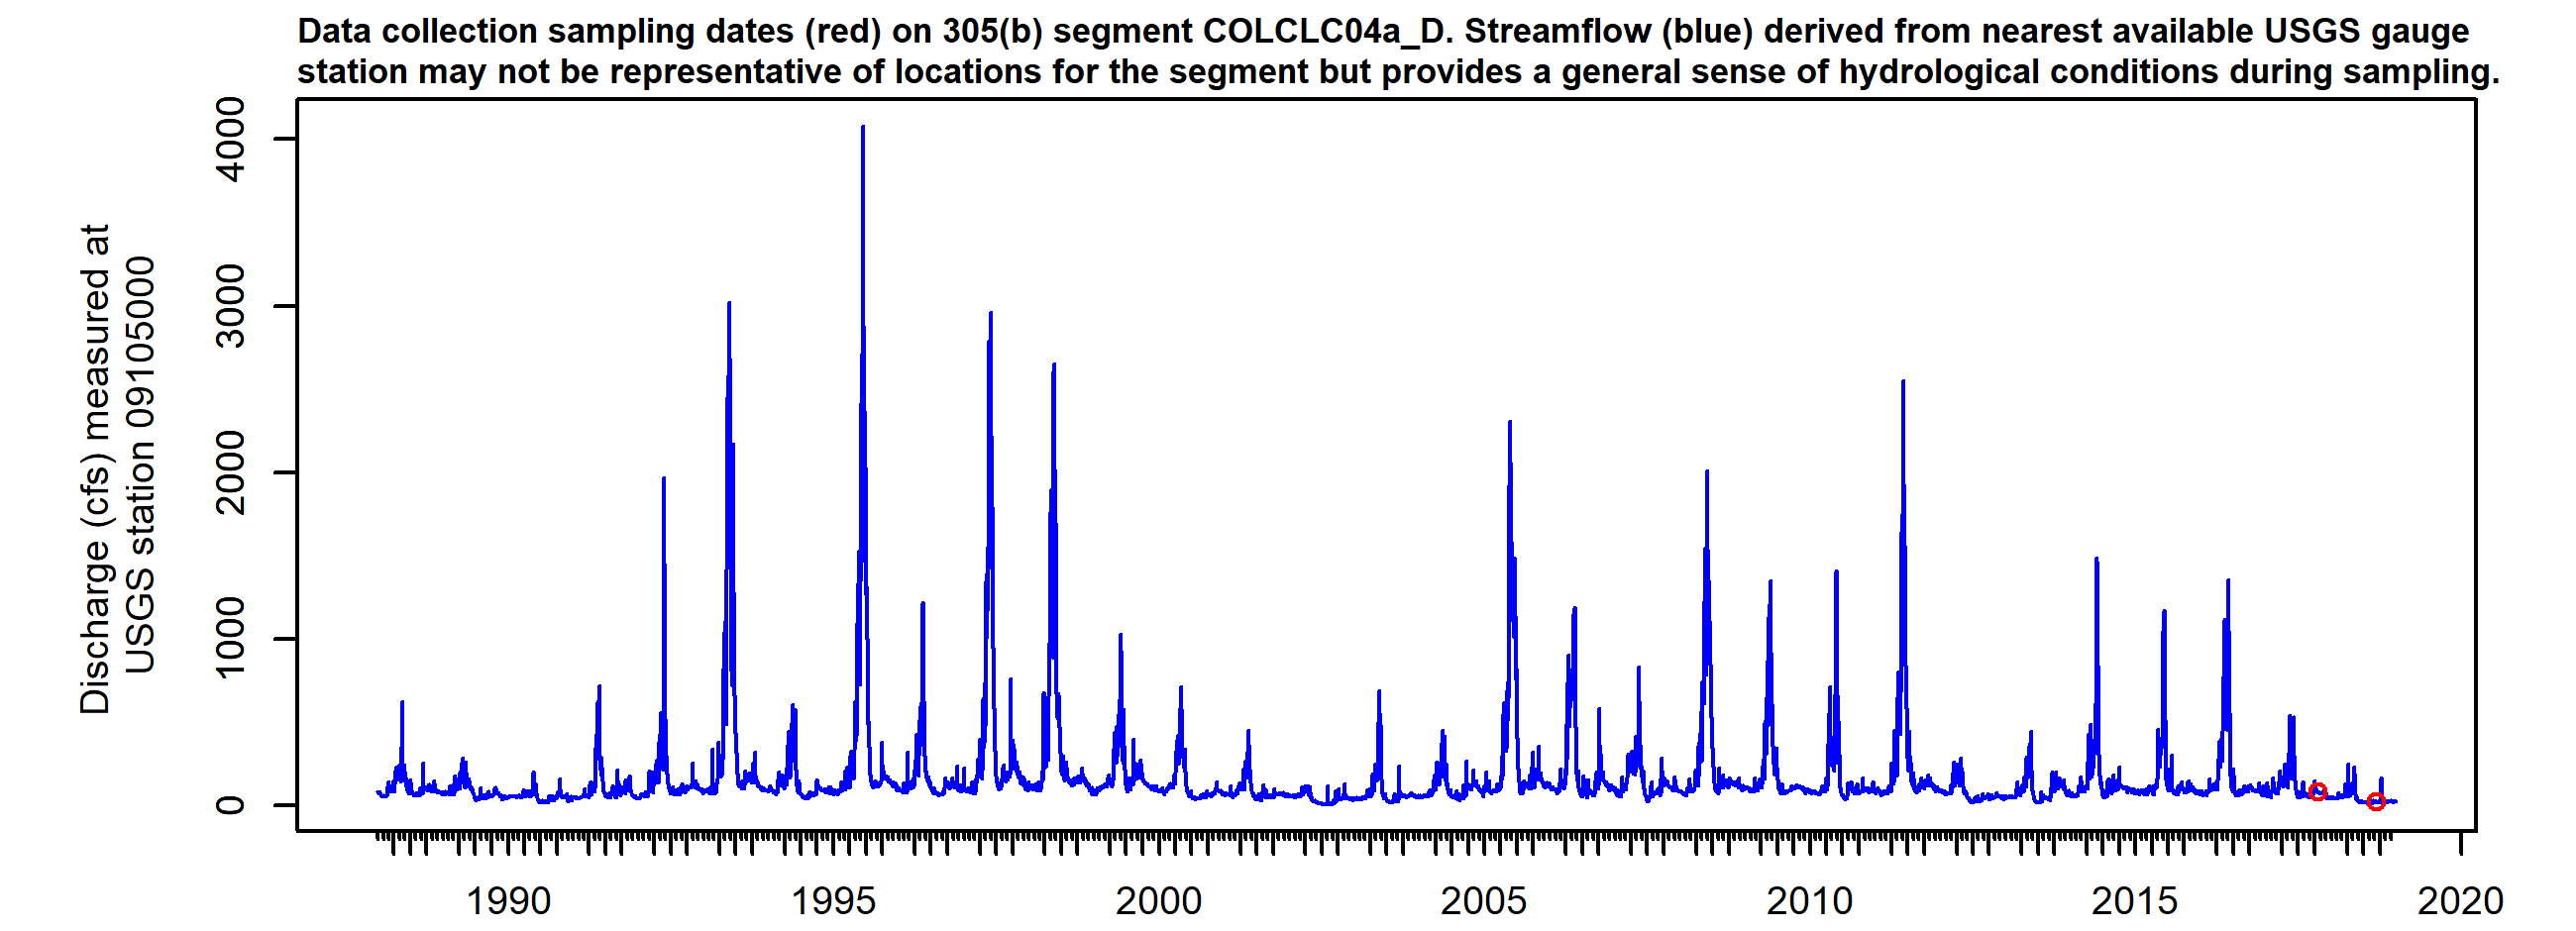 Data collection sampling dates (red) on 305(b) segment COLCLC04a_D. Streamflow (blue) derived from nearest available USGS gauge
station may not be representative of locations for the segment but provides a general sense of hydrological conditions during sampling.
Discharge (cfs) measured at
USGS station 09105000
4000
3000
2000
1000
0
1990 1995 2000 2005 2010 2015 2020